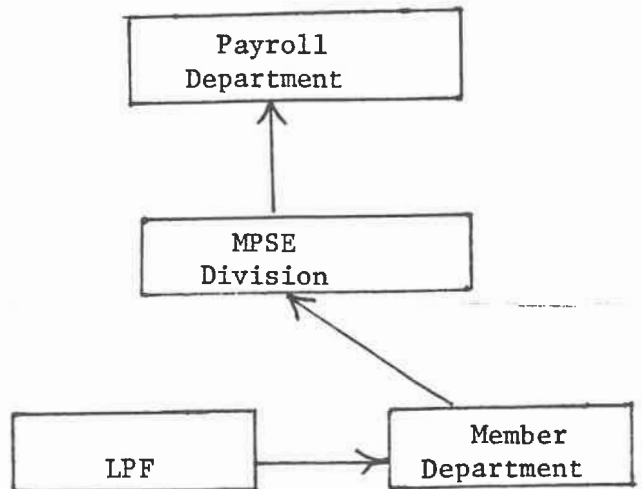 Payroll
Department
MPSE
Division
LPF
Member
Department